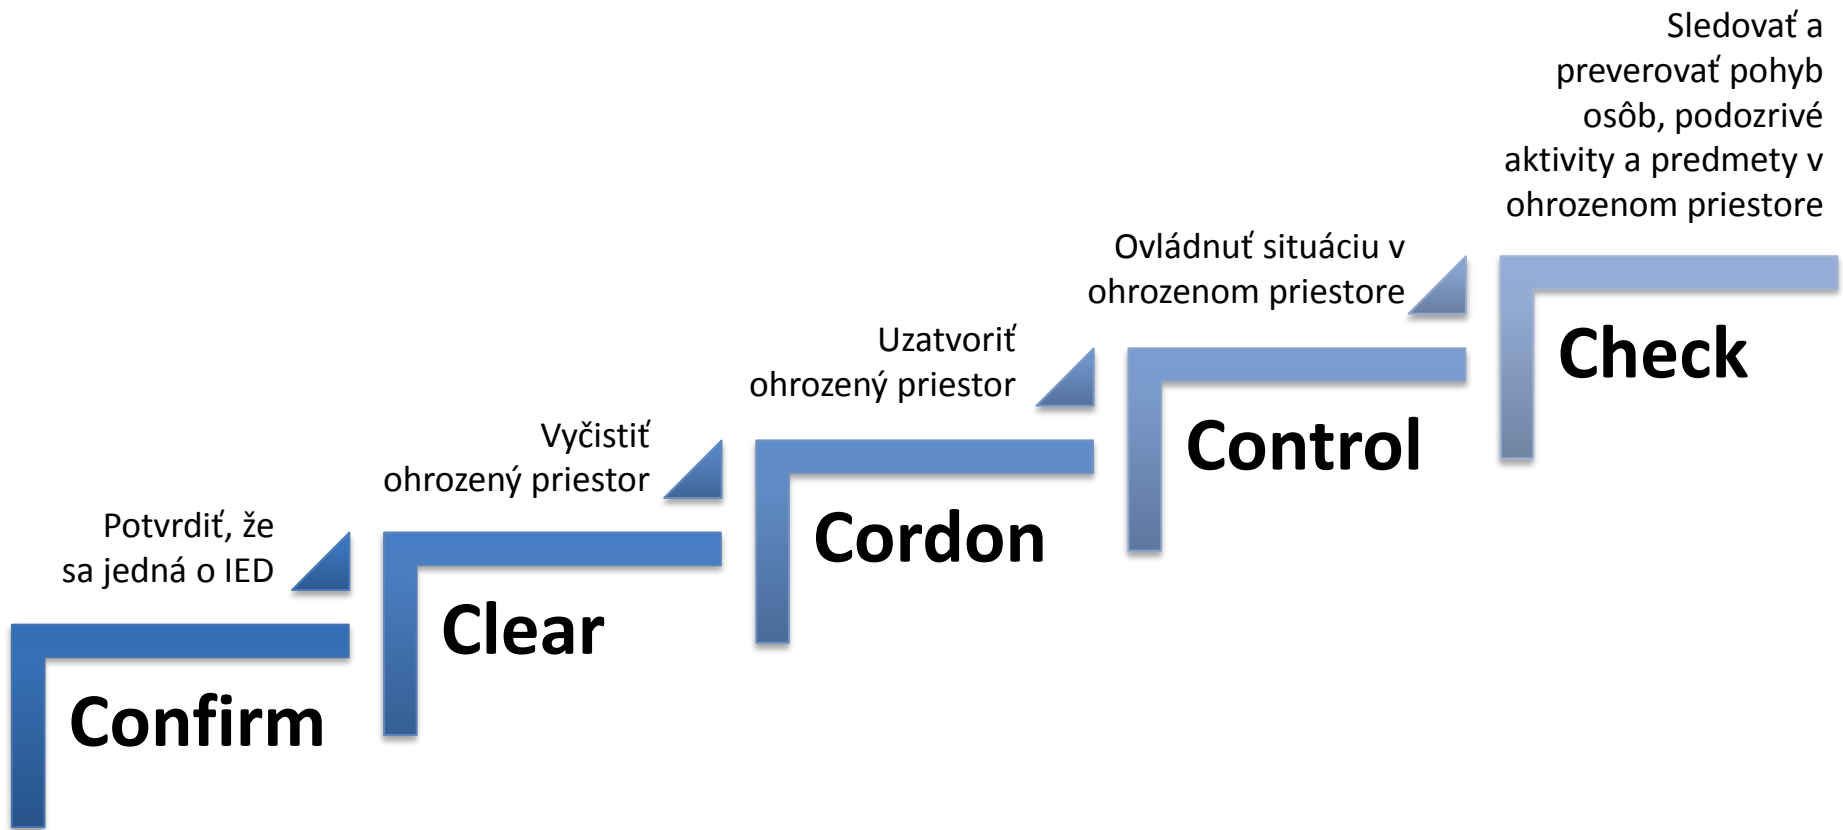 Potvrdiť, že
sa jedná o IED
Confirm
Vyčistiť
ohrozený priestor
Clear
Uzatvoriť
ohrozený priestor
Cordon
Ovládnuť situáciu v
ohrozenom priestore
Control
Sledovať a
preverovať pohyb
osôb, podozrivé
aktivity a predmety v
ohrozenom priestore
Check